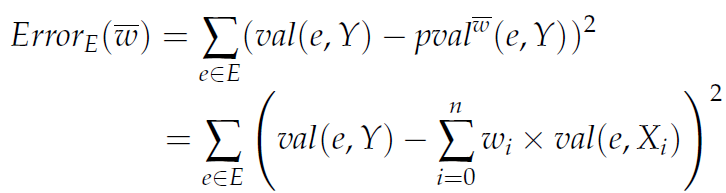 Error_E(w̅) = ∑_{e∈E} (val(e, Y) − pval^{w̅}(e, Y))²
= ∑_{e∈E} ( val(e, Y) − ∑_{i=0}^{n} w_i × val(e, X_i) )²